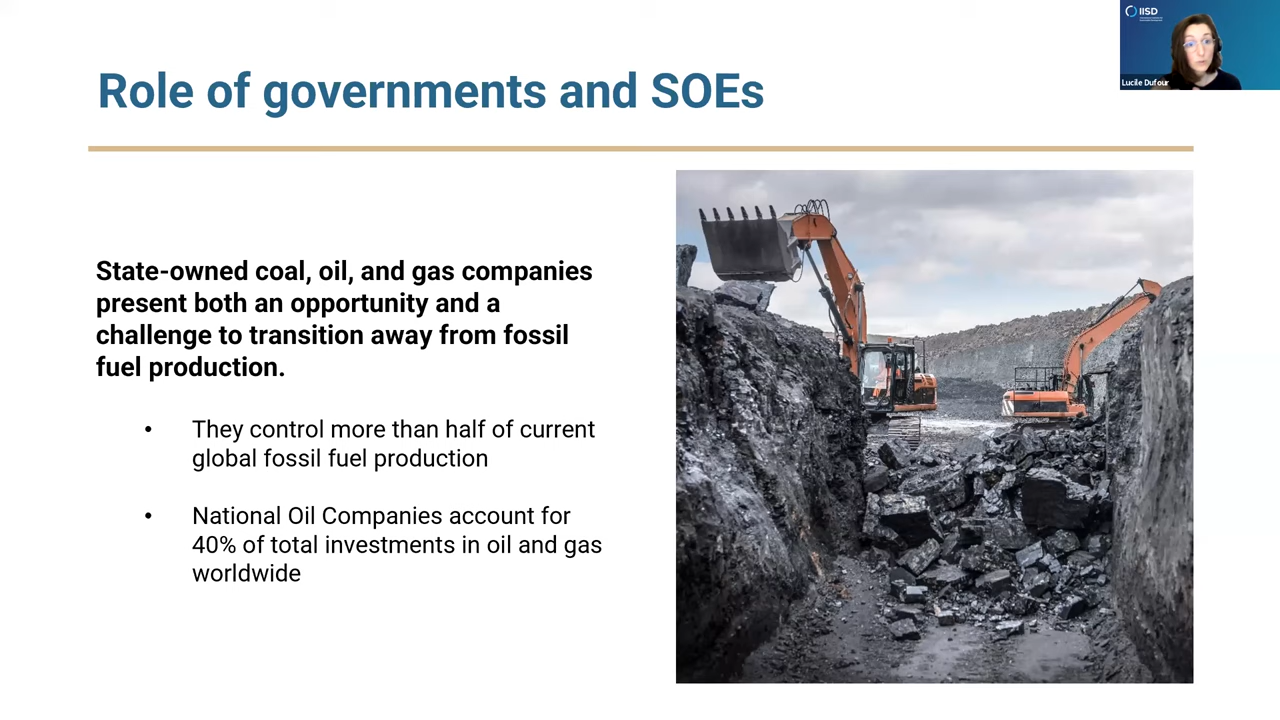 Role of governments and SOEs
IISD
Lucile Dufour
State-owned coal, oil, and gas companies
present both an opportunity and a
challenge to transition away from fossil
fuel production.
• They control more than half of current
global fossil fuel production
• National Oil Companies account for
40% of total investments in oil and gas
worldwide